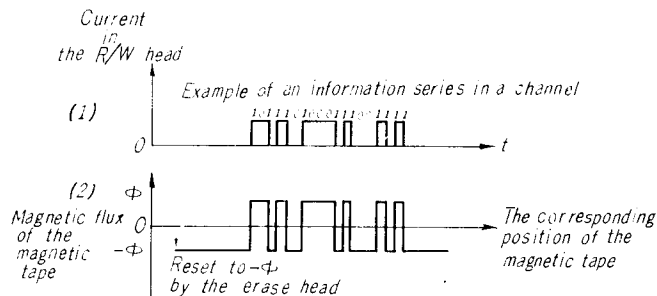 Current
in
the R/W head
Example of an information series in a channel
(1)
0
t
(2)
Φ
Magnetic flux
of the
magnetic
tape
0
-Φ
The corresponding
position of the
magnetic tape
Reset to -Φ
by the erase head